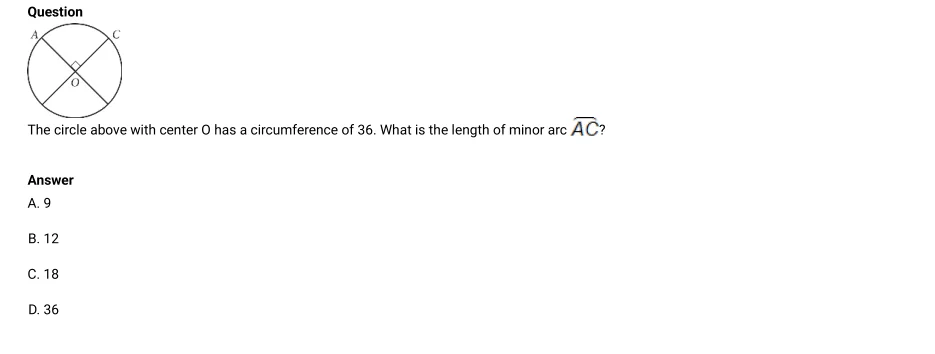 Question
A C
O
The circle above with center O has a circumference of 36. What is the length of minor arc AC?
Answer
A. 9
B. 12
C. 18
D. 36